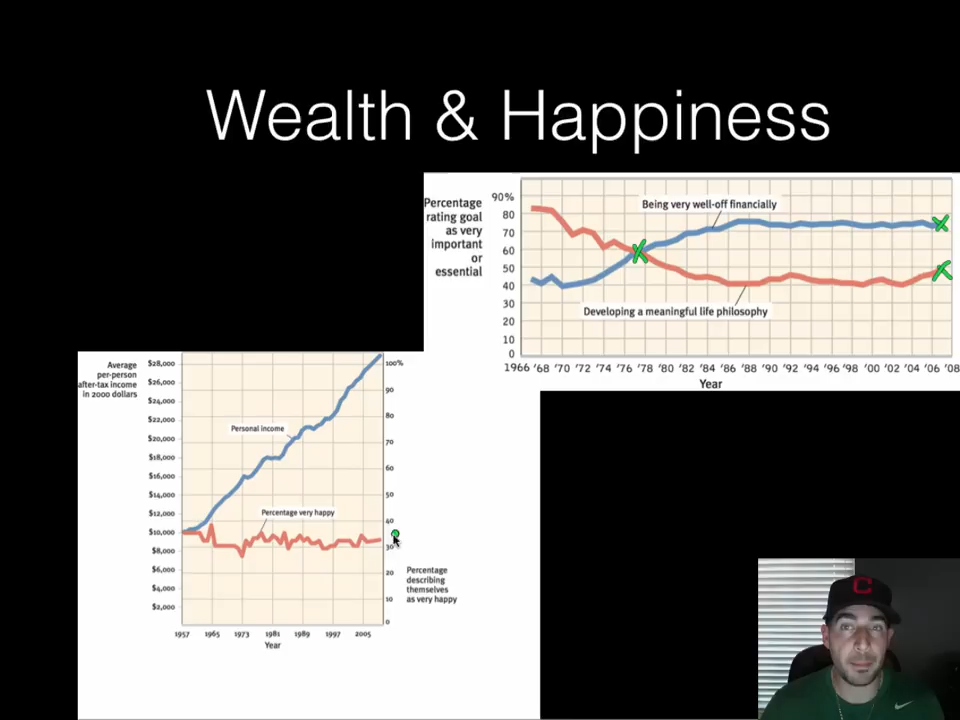 Wealth & Happiness
Percentage
rating goal
as very
important
or
essential
90%
80
70
60
50
40
30
20
10
0
Being very well-off financially
Developing a meaningful life philosophy
1966 '68 '70 '72 '74 '76 '78 '80 '82 '84 '86 '88 '90 '92 '94 '96 '98 '00 '02 '04 '06 '08
Year
Average
per-person
after-tax income
in 2000 dollars
$28,000
$26,000
$24,000
$22,000
$20,000
$18,000
$16,000
$14,000
$12,000
$10,000
$8,000
$6,000
$4,000
$2,000
Personal income
Percentage very happy
100%
90
80
70
60
50
40
30
20
10
0
Percentage
describing
themselves
as very happy
1957 1965 1973 1981 1989 1997 2005
Year
C